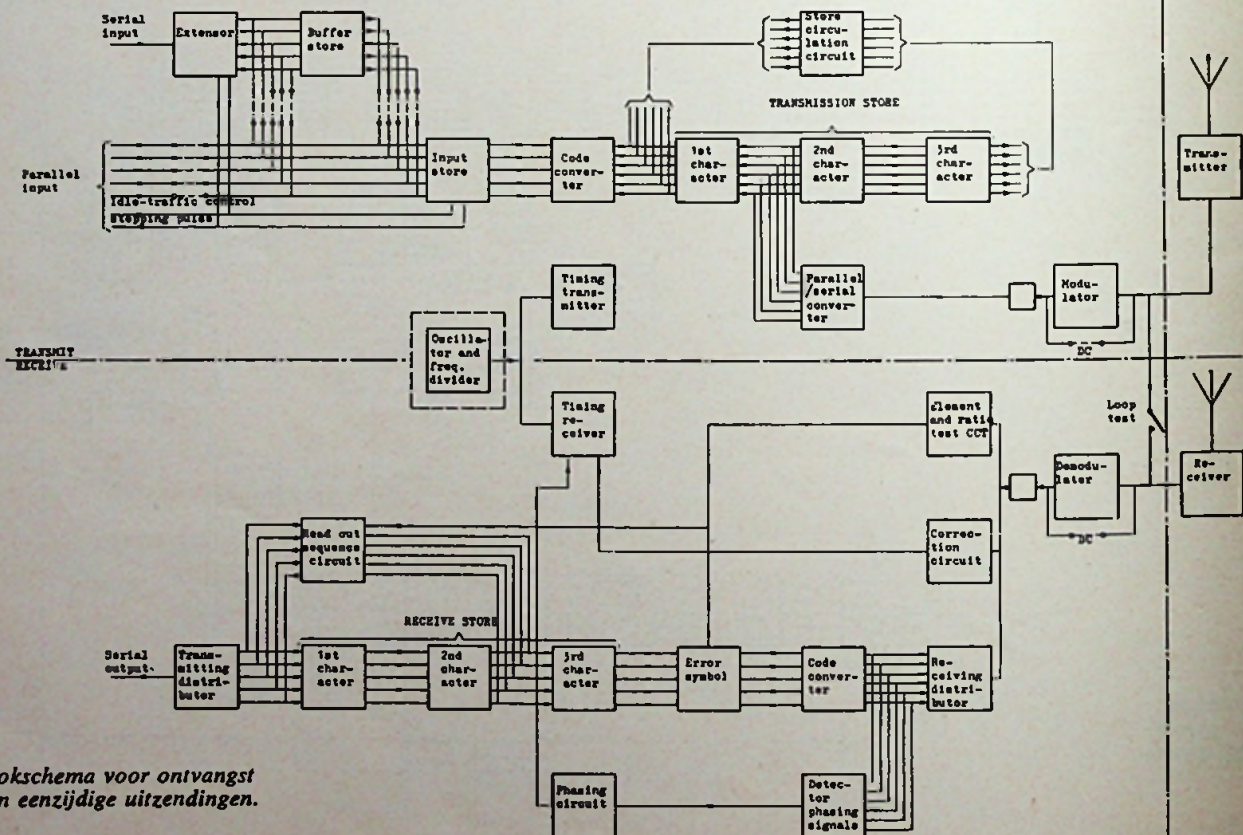 Serial
input
Extensor
Buffer
store
Store
circu-
lation
circuit
TRANSMISSION STORE
Parallel
input
Input
store
Code
conver-
ter
1st
char-
acter
2nd
char-
acter
3rd
char-
acter
Trans-
mitter
Idle-traffic control
Stepping pulse
Timing
trans-
mitter
Parallel
/serial
conver-
ter
Modu-
lator
DC
TRANSMIT
RECEIVE
Oscilla-
tor and
freq.
divider
Timing
re-
ceiver
Element
and ratio
test CCT
Loop
test
Demodu-
later
Re-
ceiver
DC
Read out
sequence
circuit
Correc-
tion
circuit
RECEIVE STORE
Serial
output
Trans-
mitting
distri-
butor
1st
char-
acter
2nd
char-
acter
3rd
char-
acter
Error
symbol
Code
conver-
ter
Re-
ceiving
distri-
butor
Phasing
circuit
Detec-
tor
phasing
signals
okschema voor ontvangst
n eenzijdige uitzendingen.